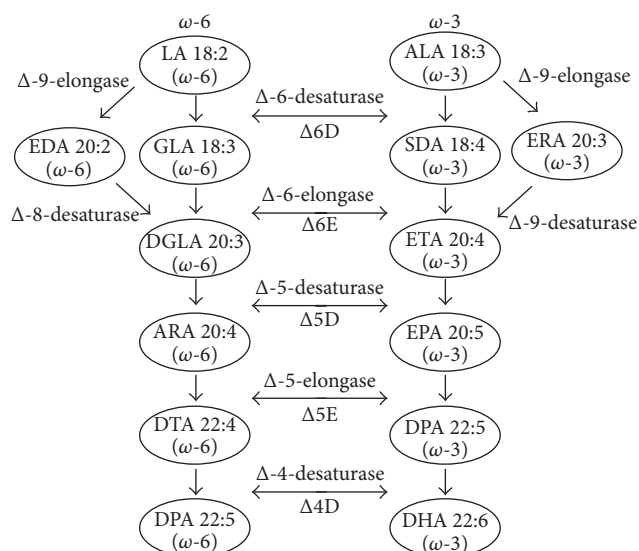 ω-6
ω-3
LA 18:2
(ω-6)
ALA 18:3
(ω-3)
Δ-9-elongase
Δ-6-desaturase
Δ6D
Δ-9-elongase
EDA 20:2
(ω-6)
GLA 18:3
(ω-6)
SDA 18:4
(ω-3)
ERA 20:3
(ω-3)
Δ-8-desaturase
Δ-6-elongase
Δ6E
Δ-9-desaturase
DGLA 20:3
(ω-6)
ETA 20:4
(ω-3)
Δ-5-desaturase
Δ5D
ARA 20:4
(ω-6)
EPA 20:5
(ω-3)
Δ-5-elongase
Δ5E
DTA 22:4
(ω-6)
DPA 22:5
(ω-3)
Δ-4-desaturase
Δ4D
DPA 22:5
(ω-6)
DHA 22:6
(ω-3)